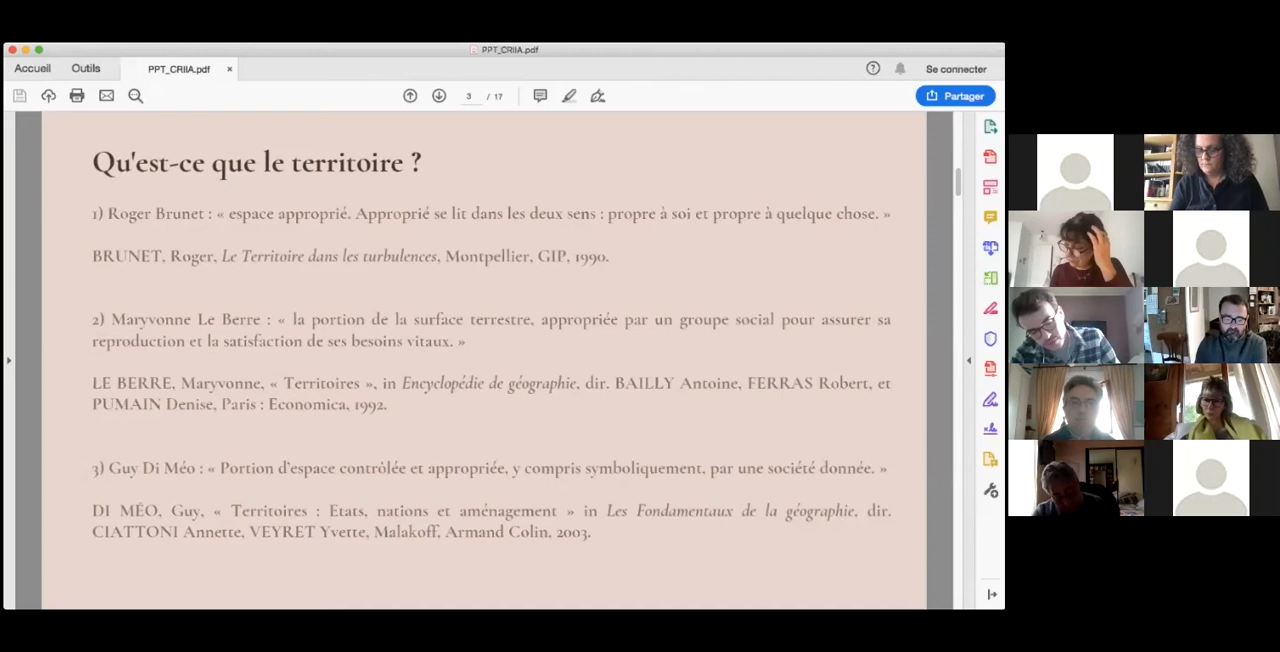 PPT_CRIIA.pdf
Accueil Outils PPT_CRIIA.pdf × Se connecter
3 / 17 Partager
Qu'est-ce que le territoire ?
1) Roger Brunet : « espace approprié. Approprié se lit dans les deux sens : propre à soi et propre à quelque chose. »
BRUNET, Roger, Le Territoire dans les turbulences, Montpellier, GIP, 1990.
2) Maryvonne Le Berre : « la portion de la surface terrestre, appropriée par un groupe social pour assurer sa
reproduction et la satisfaction de ses besoins vitaux. »
LE BERRE, Maryvonne, « Territoires », in Encyclopédie de géographie, dir. BAILLY Antoine, FERRAS Robert, et
PUMAIN Denise, Paris : Economica, 1992.
3) Guy Di Méo : « Portion d'espace contrôlée et appropriée, y compris symboliquement, par une société donnée. »
DI MÉO, Guy, « Territoires : Etats, nations et aménagement » in Les Fondamentaux de la géographie, dir.
CIATTONI Annette, VEYRET Yvette, Malakoff, Armand Colin, 2003.